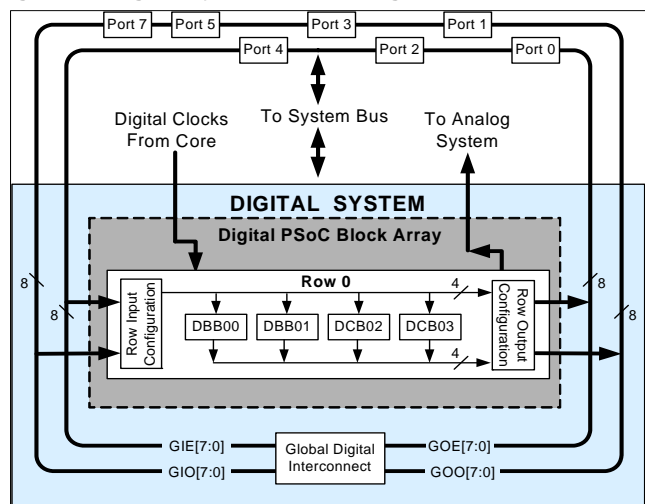 Port 7
Port 5
Port 3
Port 1
Port 4
Port 2
Port 0
Digital Clocks
From Core
To System Bus
To Analog
System
DIGITAL SYSTEM
Digital PSoC Block Array
Row 0
Row Input
Configuration
DBB00
DBB01
DCB02
DCB03
4
4
Row Output
Configuration
8
8
8
8
GIE[7:0]
GIO[7:0]
Global Digital
Interconnect
GOE[7:0]
GOO[7:0]